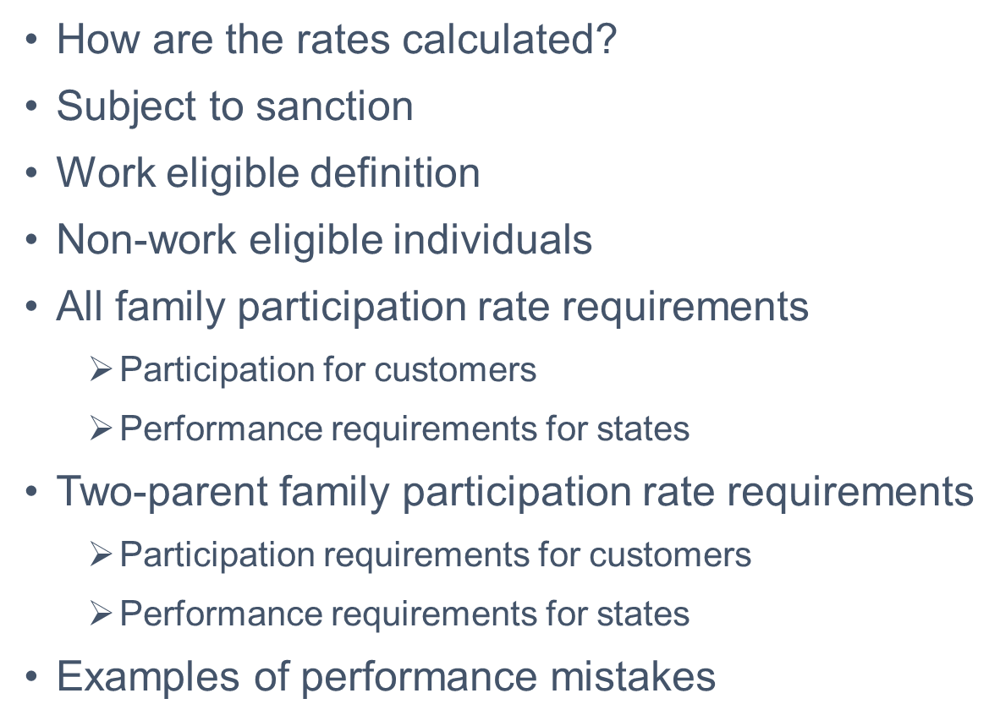 • How are the rates calculated?
• Subject to sanction
• Work eligible definition
• Non-work eligible individuals
• All family participation rate requirements
➢ Participation for customers
➢ Performance requirements for states
• Two-parent family participation rate requirements
➢ Participation requirements for customers
➢ Performance requirements for states
• Examples of performance mistakes